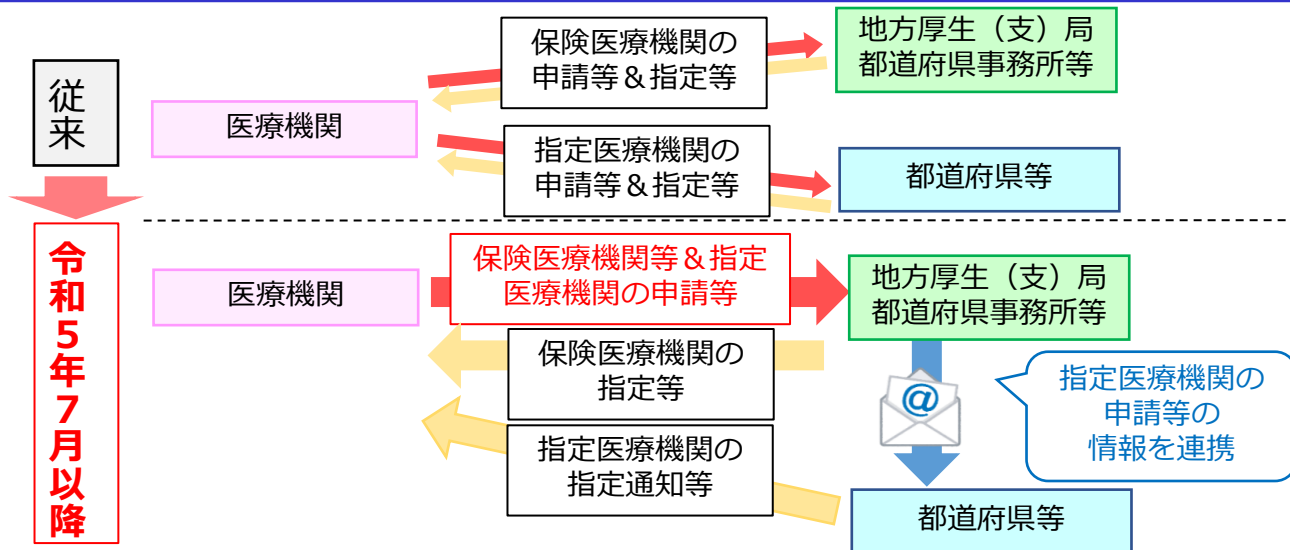 従来
医療機関
保険医療機関の
申請等＆指定等
地方厚生（支）局
都道府県事務所等
指定医療機関の
申請等＆指定等
都道府県等
令和５年７月以降
医療機関
保険医療機関等＆指定
医療機関の申請等
地方厚生（支）局
都道府県事務所等
保険医療機関の
指定等
@
指定医療機関の
申請等の
情報を連携
指定医療機関の
指定通知等
都道府県等